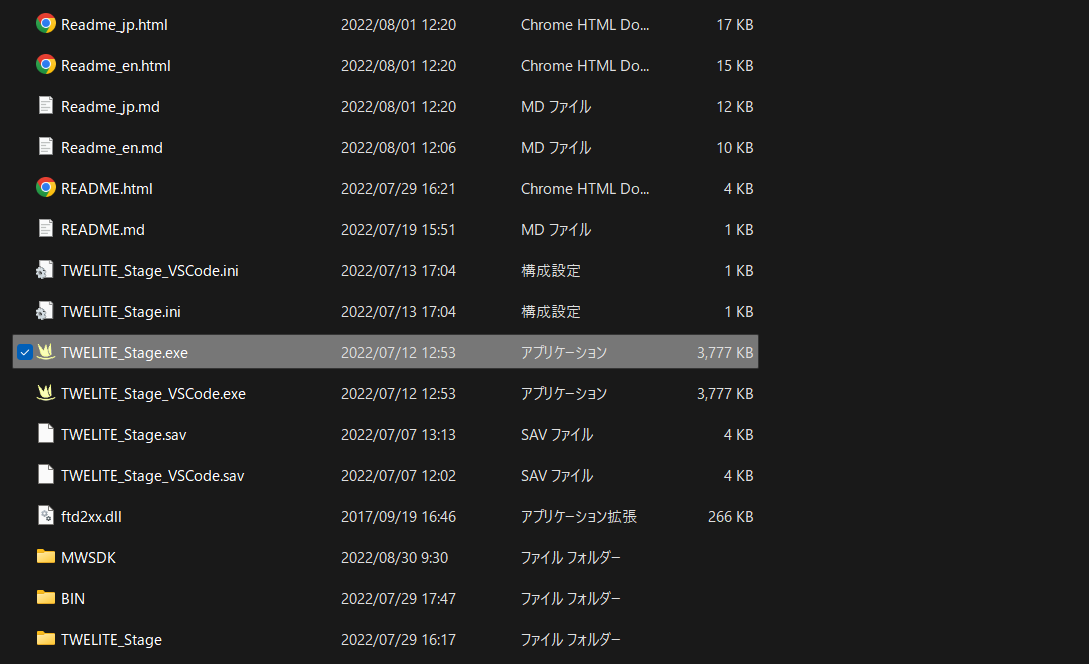 Readme_jp.html 2022/08/01 12:20 Chrome HTML Do... 17 KB
Readme_en.html 2022/08/01 12:20 Chrome HTML Do... 15 KB
Readme_jp.md 2022/08/01 12:20 MD ファイル 12 KB
Readme_en.md 2022/08/01 12:06 MD ファイル 10 KB
README.html 2022/07/29 16:21 Chrome HTML Do... 4 KB
README.md 2022/07/19 15:51 MD ファイル 1 KB
TWELITE_Stage_VSCode.ini 2022/07/13 17:04 構成設定 1 KB
TWELITE_Stage.ini 2022/07/13 17:04 構成設定 1 KB
TWELITE_Stage.exe 2022/07/12 12:53 アプリケーション 3,777 KB
TWELITE_Stage_VSCode.exe 2022/07/12 12:53 アプリケーション 3,777 KB
TWELITE_Stage.sav 2022/07/07 13:13 SAV ファイル 4 KB
TWELITE_Stage_VSCode.sav 2022/07/07 12:02 SAV ファイル 4 KB
ftd2xx.dll 2017/09/19 16:46 アプリケーション拡張 266 KB
MWSDK 2022/08/30 9:30 ファイル フォルダー
BIN 2022/07/29 17:47 ファイル フォルダー
TWELITE_Stage 2022/07/29 16:17 ファイル フォルダー